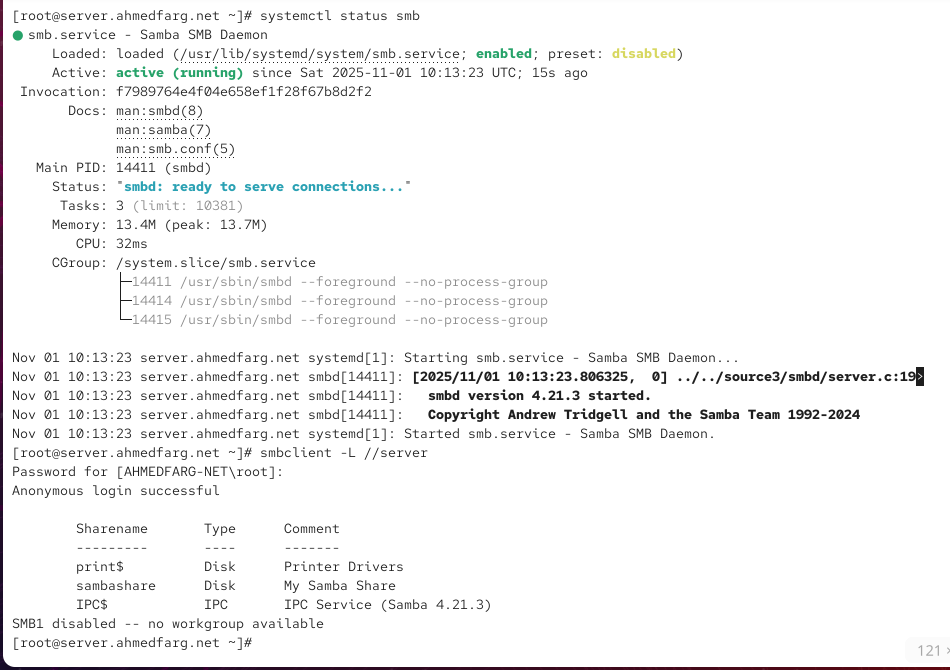 [root@server.ahmedfarg.net ~]# systemctl status smb
● smb.service - Samba SMB Daemon
     Loaded: loaded (/usr/lib/systemd/system/smb.service; enabled; preset: disabled)
     Active: active (running) since Sat 2025-11-01 10:13:23 UTC; 15s ago
 Invocation: f7989764e4f04e658ef1f28f67b8d2f2
       Docs: man:smbd(8)
             man:samba(7)
             man:smb.conf(5)
   Main PID: 14411 (smbd)
     Status: "smbd: ready to serve connections..."
      Tasks: 3 (limit: 10381)
     Memory: 13.4M (peak: 13.7M)
        CPU: 32ms
     CGroup: /system.slice/smb.service
             ├─14411 /usr/sbin/smbd --foreground --no-process-group
             ├─14414 /usr/sbin/smbd --foreground --no-process-group
             └─14415 /usr/sbin/smbd --foreground --no-process-group

Nov 01 10:13:23 server.ahmedfarg.net systemd[1]: Starting smb.service - Samba SMB Daemon...
Nov 01 10:13:23 server.ahmedfarg.net smbd[14411]: [2025/11/01 10:13:23.806325,  0] ../../source3/smbd/server.c:19>
Nov 01 10:13:23 server.ahmedfarg.net smbd[14411]:   smbd version 4.21.3 started.
Nov 01 10:13:23 server.ahmedfarg.net smbd[14411]:   Copyright Andrew Tridgell and the Samba Team 1992-2024
Nov 01 10:13:23 server.ahmedfarg.net systemd[1]: Started smb.service - Samba SMB Daemon.
[root@server.ahmedfarg.net ~]# smbclient -L //server
Password for [AHMEDFARG-NET\root]:
Anonymous login successful

        Sharename       Type      Comment
        ---------       ----      -------
        print$          Disk      Printer Drivers
        sambashare      Disk      My Samba Share
        IPC$            IPC       IPC Service (Samba 4.21.3)
SMB1 disabled -- no workgroup available
[root@server.ahmedfarg.net ~]#
121